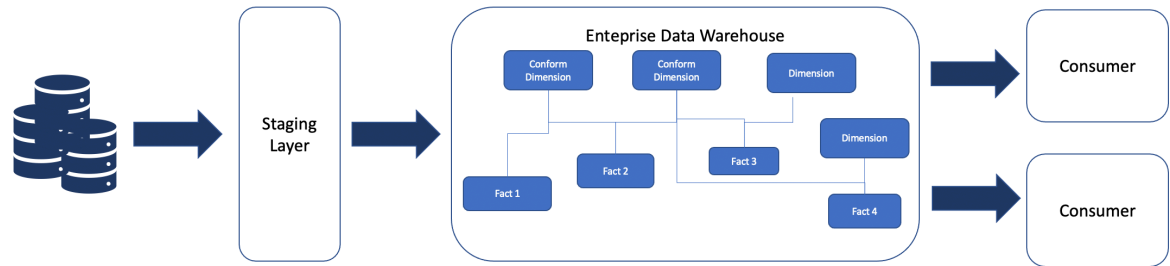 Enteprise Data Warehouse
Conform
Dimension
Conform
Dimension
Dimension
Consumer
Staging
Layer
Dimension
Fact 3
Fact 2
Fact 1
Fact 4
Consumer